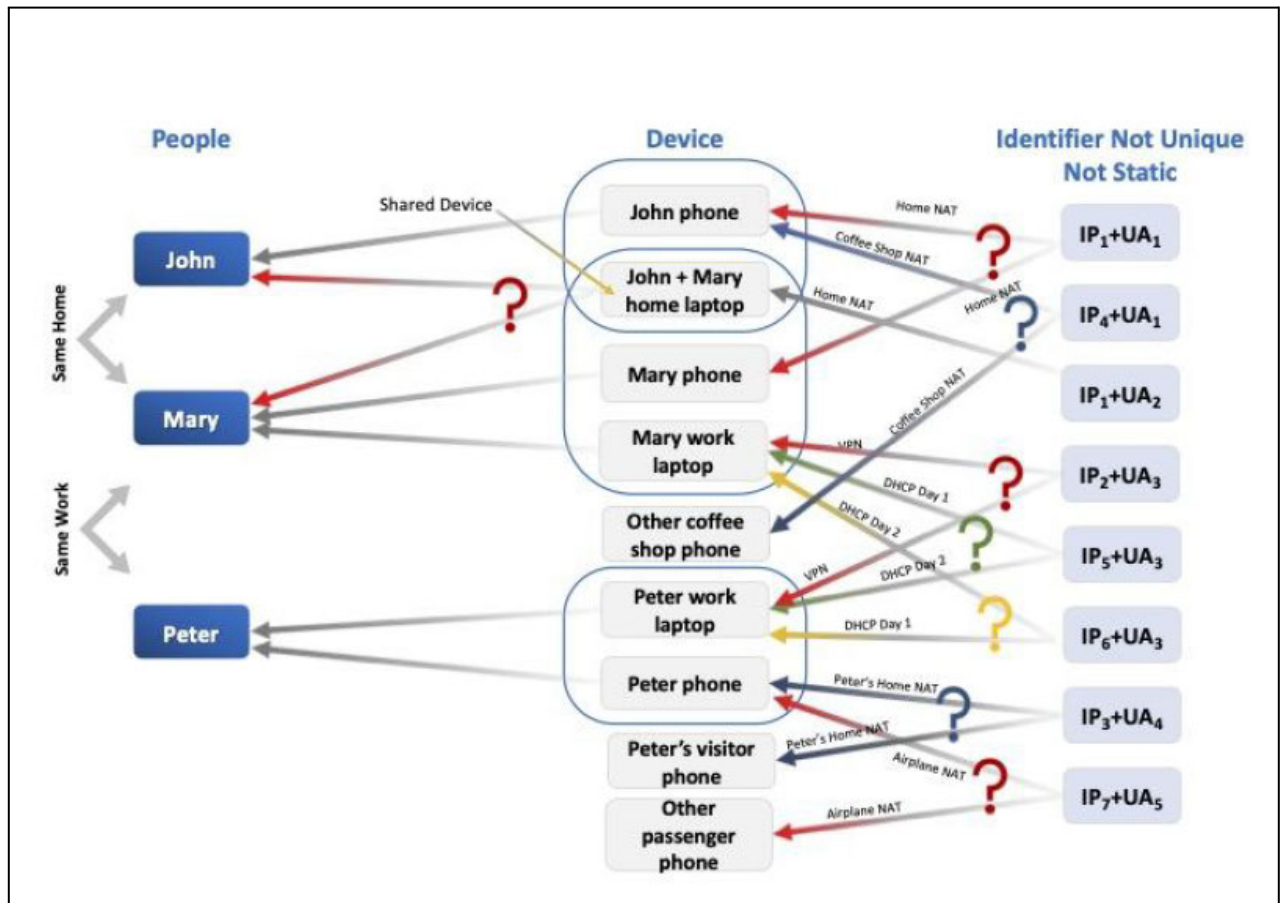 People
Device
Identifier Not Unique
Not Static
Shared Device
John
Mary
Peter
Same Home
Same Work
John phone
John + Mary
home laptop
Mary phone
Mary work
laptop
Other coffee
shop phone
Peter work
laptop
Peter phone
Peter's visitor
phone
Other
passenger
phone
Home NAT
Coffee Shop NAT
Home NAT
Home NAT
Coffee Shop NAT
VPN
DHCP Day 1
DHCP Day 2
DHCP Day 2
VPN
DHCP Day 1
Peter's Home NAT
Peter's Home NAT
Airplane NAT
Airplane NAT
?
?
?
?
?
?
?
?
IP₁+UA₁
IP₄+UA₁
IP₁+UA₂
IP₂+UA₃
IP₅+UA₃
IP₆+UA₃
IP₃+UA₄
IP₇+UA₅